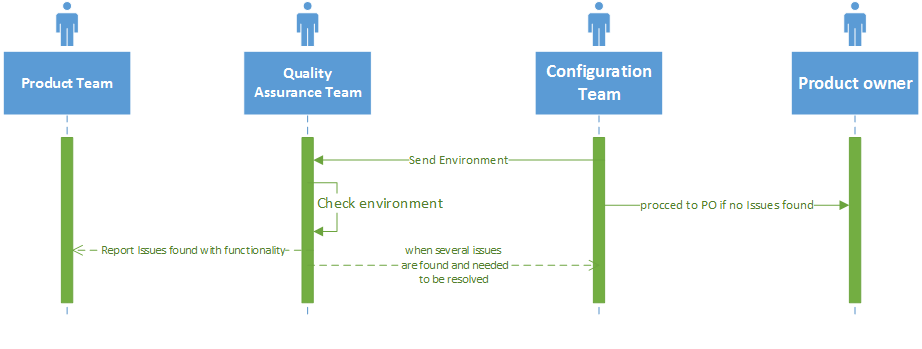 Product Team
Quality
Assurance Team
Configuration
Team
Product owner
Send Environment
Check environment
procced to PO if no Issues found
Report Issues found with functionality
when several issues
are found and needed
to be resolved